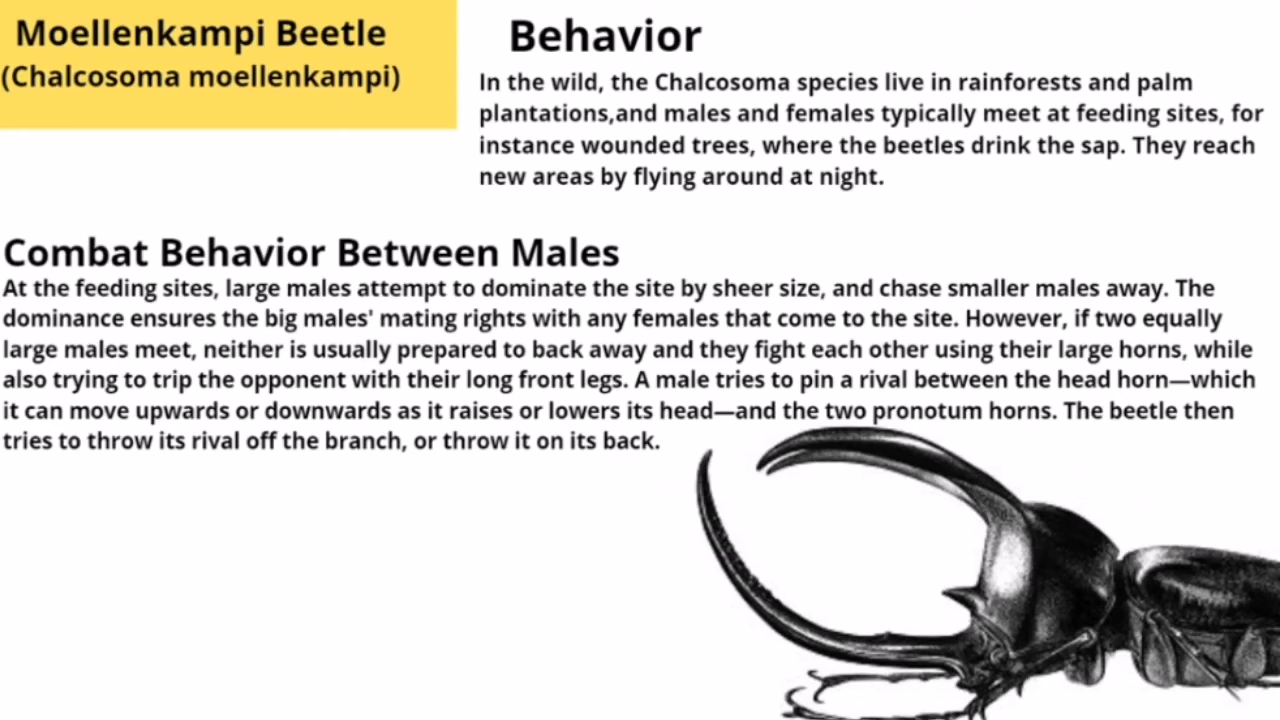 Moellenkampi Beetle
(Chalcosoma moellenkampi)
Behavior
In the wild, the Chalcosoma species live in rainforests and palm
plantations,and males and females typically meet at feeding sites, for
instance wounded trees, where the beetles drink the sap. They reach
new areas by flying around at night.
Combat Behavior Between Males
At the feeding sites, large males attempt to dominate the site by sheer size, and chase smaller males away. The
dominance ensures the big males' mating rights with any females that come to the site. However, if two equally
large males meet, neither is usually prepared to back away and they fight each other using their large horns, while
also trying to trip the opponent with their long front legs. A male tries to pin a rival between the head horn—which
it can move upwards or downwards as it raises or lowers its head—and the two pronotum horns. The beetle then
tries to throw its rival off the branch, or throw it on its back.